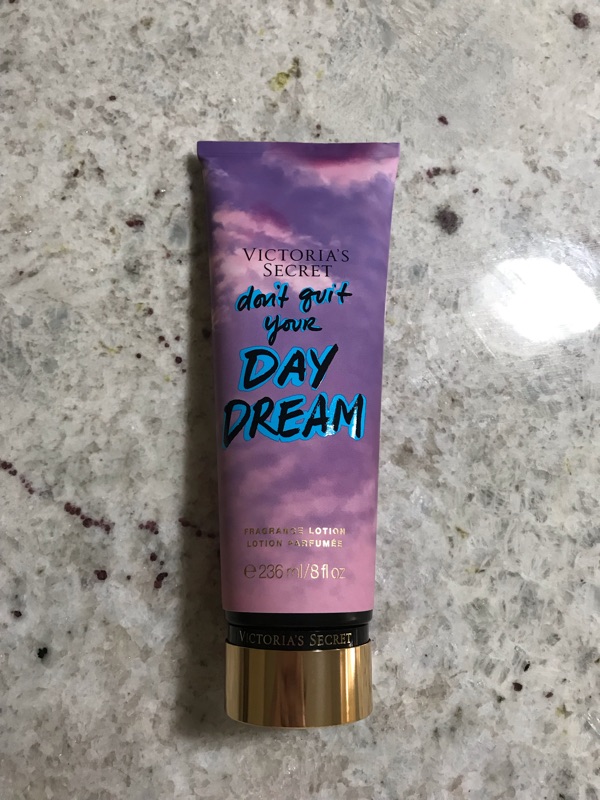 VICTORIA'S
SECRET
don't quit
your
DAY
DREAM
FRAGRANCE LOTION
LOTION PARFUMÉE
℮ 236 ml/8 fl oz
VICTORIA'S SECRET